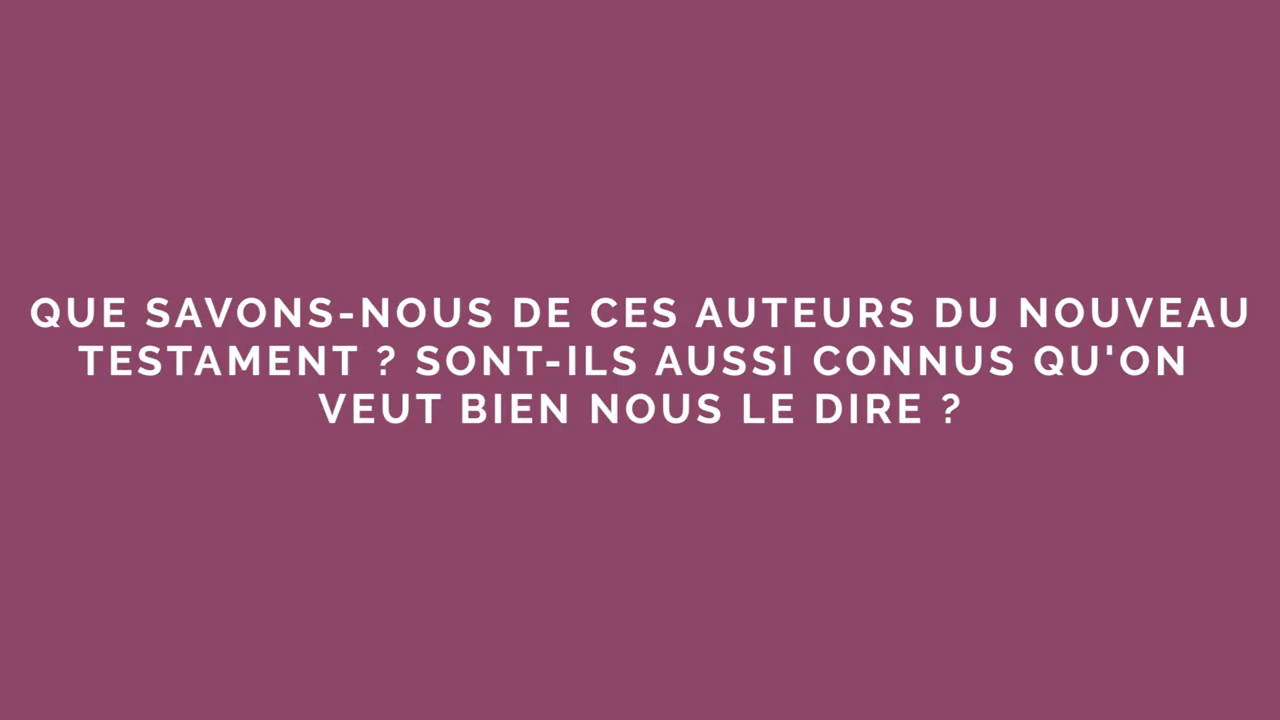 QUE SAVONS-NOUS DE CES AUTEURS DU NOUVEAU
TESTAMENT ? SONT-ILS AUSSI CONNUS QU'ON
VEUT BIEN NOUS LE DIRE ?